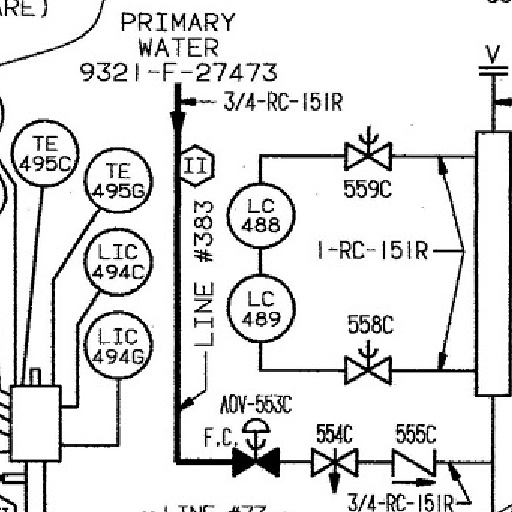 ARE)
PRIMARY
WATER
9321-F-27473
3/4-RC-151R
V
TE
495C
TE
495G
II
559C
LIC
494C
LINE #383
LC
488
1-RC-151R
LIC
494G
LC
489
558C
AOV-553C
F.C.
554C
555C
3/4-RC-151R
LINE #73